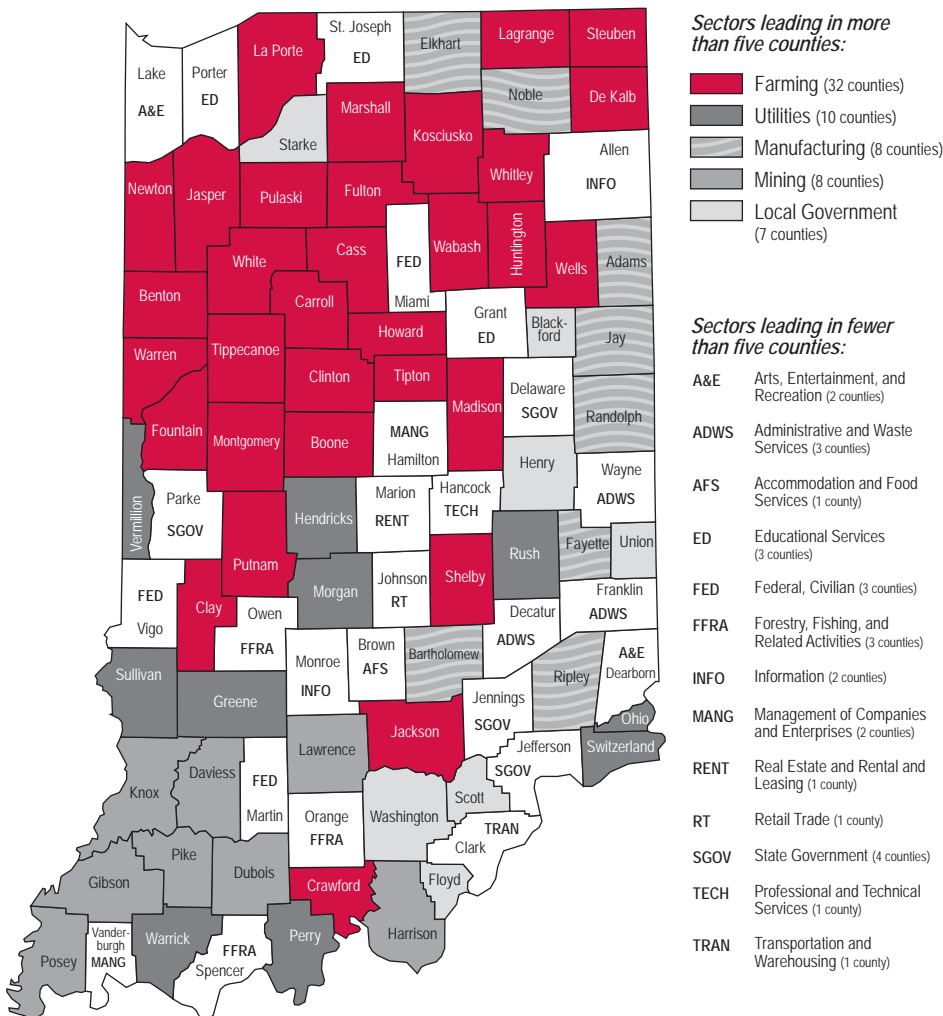 Lake
A&E
Porter
ED
La Porte
St. Joseph
ED
Elkhart
Lagrange
Steuben
Noble
De Kalb
Starke
Marshall
Kosciusko
Whitley
Allen
INFO
Newton
Jasper
Pulaski
Fulton
FED
Miami
Wabash
Huntington
Wells
Adams
White
Cass
Benton
Carroll
Howard
Grant
ED
Black-
ford
Jay
Warren
Tippecanoe
Clinton
Tipton
Madison
Delaware
SGOV
Randolph
Fountain
Montgomery
Boone
MANG
Hamilton
Henry
Wayne
ADWS
Vermillion
Parke
SGOV
Putnam
Hendricks
Marion
RENT
Hancock
TECH
Rush
Fayette
Union
FED
Vigo
Clay
Owen
FFRA
Morgan
Johnson
RT
Shelby
Decatur
ADWS
Franklin
ADWS
Sullivan
Greene
Monroe
INFO
Brown
AFS
Bartholomew
Jennings
SGOV
Ripley
A&E
Dearborn
Ohio
Switzerland
Knox
Daviess
FED
Martin
Lawrence
Jackson
Jefferson
SGOV
Orange
FFRA
Washington
Scott
TRAN
Clark
Gibson
Pike
Dubois
Crawford
Floyd
Harrison
Posey
Vander-
burgh
MANG
Warrick
FFRA
Spencer
Perry
Sectors leading in more
than five counties:
Farming (32 counties)
Utilities (10 counties)
Manufacturing (8 counties)
Mining (8 counties)
Local Government
(7 counties)
Sectors leading in fewer
than five counties:
A&E Arts, Entertainment, and
Recreation (2 counties)
ADWS Administrative and Waste
Services (3 counties)
AFS Accommodation and Food
Services (1 county)
ED Educational Services
(3 counties)
FED Federal, Civilian (3 counties)
FFRA Forestry, Fishing, and
Related Activities (3 counties)
INFO Information (2 counties)
MANG Management of Companies
and Enterprises (2 counties)
RENT Real Estate and Rental and
Leasing (1 county)
RT Retail Trade (1 county)
SGOV State Government (4 counties)
TECH Professional and Technical
Services (1 county)
TRAN Transportation and
Warehousing (1 county)